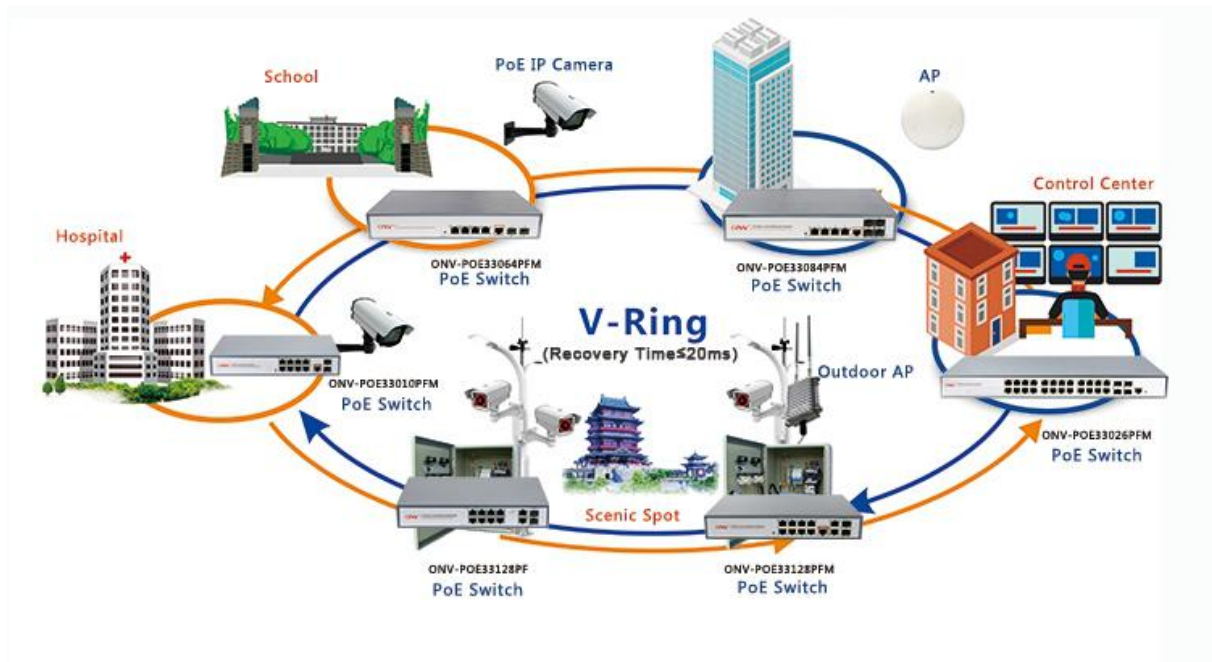 PoE IP Camera
School
AP
Control Center
Hospital
ONV-POE33064PFM
PoE Switch
ONV-POE33084PFM
PoE Switch
V-Ring
(Recovery Time≤20ms)
Outdoor AP
ONV-POE33010PFM
PoE Switch
ONV-POE33026PFM
PoE Switch
Scenic Spot
ONV-POE33128PF
PoE Switch
ONV-POE33128PFM
PoE Switch